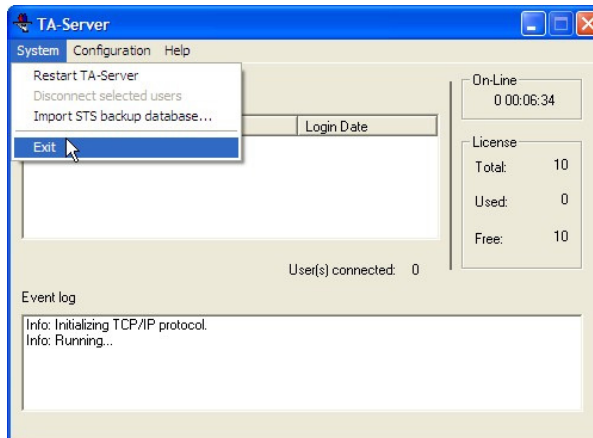 TA-Server
System Configuration Help
Restart TA-Server
Disconnect selected users
Import STS backup database...
Exit
Login Date
On-Line
0 00:06:34
License
Total: 10
Used: 0
Free: 10
User(s) connected: 0
Event log
Info: Initializing TCP/IP protocol.
Info: Running...